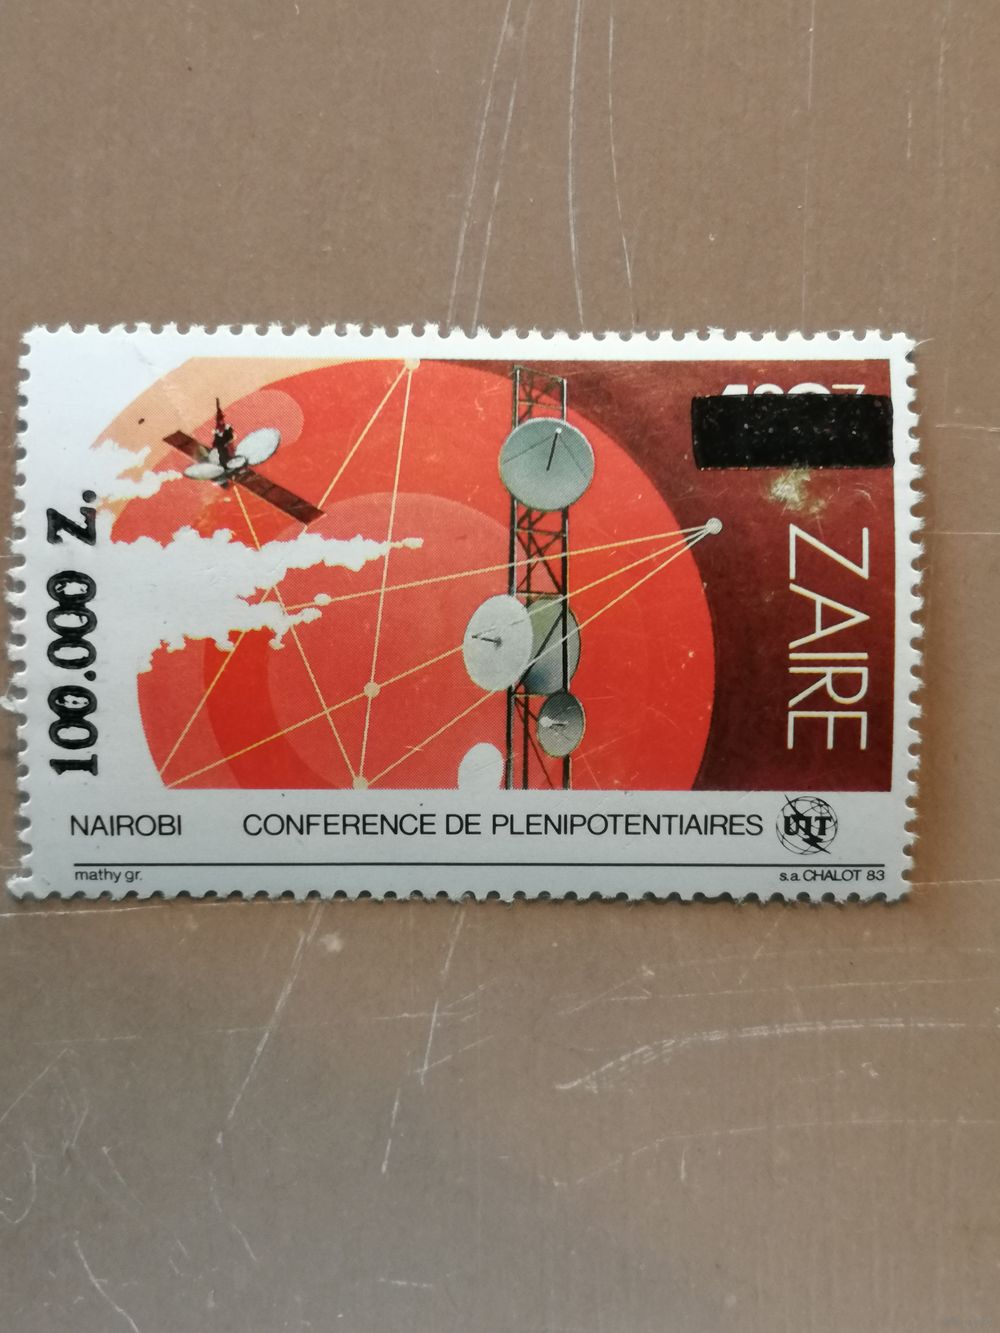 100.000 Z.
ZAIRE
NAIROBI CONFERENCE DE PLENIPOTENTIAIRES UIT
mathy gr. s.a. CHALOT 83